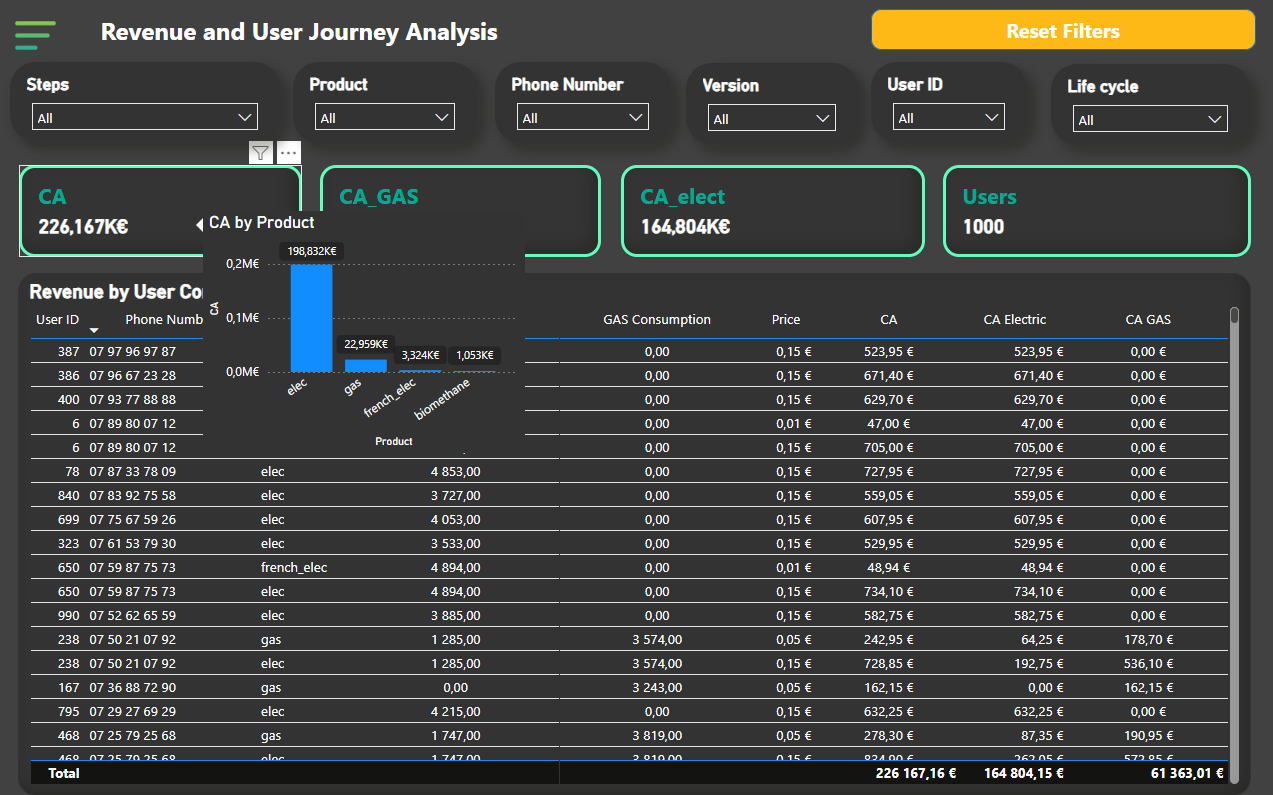 Revenue and User Journey Analysis
Reset Filters
Steps
All
Product
All
Phone Number
All
Version
All
User ID
All
Life cycle
All
CA
226,167K€
CA_GAS
CA_elect
164,804K€
Users
1000
CA by Product
CA
0,2M€
0,1M€
0,0M€
198,832K€
22,959K€
3,324K€
1,053K€
elec
gas
french_elec
biomethane
Product
Revenue by User Co
User ID Phone Numb GAS Consumption Price CA CA Electric CA GAS
387 07 97 96 97 87 0,00 0,15 € 523,95 € 523,95 € 0,00 €
386 07 96 67 23 28 0,00 0,15 € 671,40 € 671,40 € 0,00 €
400 07 93 77 88 88 0,00 0,15 € 629,70 € 629,70 € 0,00 €
6 07 89 80 07 12 0,00 0,01 € 47,00 € 47,00 € 0,00 €
6 07 89 80 07 12 0,00 0,15 € 705,00 € 705,00 € 0,00 €
78 07 87 33 78 09 elec 4 853,00 0,00 0,15 € 727,95 € 727,95 € 0,00 €
840 07 83 92 75 58 elec 3 727,00 0,00 0,15 € 559,05 € 559,05 € 0,00 €
699 07 75 67 59 26 elec 4 053,00 0,00 0,15 € 607,95 € 607,95 € 0,00 €
323 07 61 53 79 30 elec 3 533,00 0,00 0,15 € 529,95 € 529,95 € 0,00 €
650 07 59 87 75 73 french_elec 4 894,00 0,00 0,01 € 48,94 € 48,94 € 0,00 €
650 07 59 87 75 73 elec 4 894,00 0,00 0,15 € 734,10 € 734,10 € 0,00 €
990 07 52 62 65 59 elec 3 885,00 0,00 0,15 € 582,75 € 582,75 € 0,00 €
238 07 50 21 07 92 gas 1 285,00 3 574,00 0,05 € 242,95 € 64,25 € 178,70 €
238 07 50 21 07 92 elec 1 285,00 3 574,00 0,15 € 728,85 € 192,75 € 536,10 €
167 07 36 88 72 90 gas 0,00 3 243,00 0,05 € 162,15 € 0,00 € 162,15 €
795 07 29 27 69 29 elec 4 215,00 0,00 0,15 € 632,25 € 632,25 € 0,00 €
468 07 25 79 25 68 gas 1 747,00 3 819,00 0,05 € 278,30 € 87,35 € 190,95 €
468 07 25 79 25 68 elec 1 747,00 3 819,00 0,15 € 834,90 € 262,05 € 572,85 €
Total 226 167,16 € 164 804,15 € 61 363,01 €